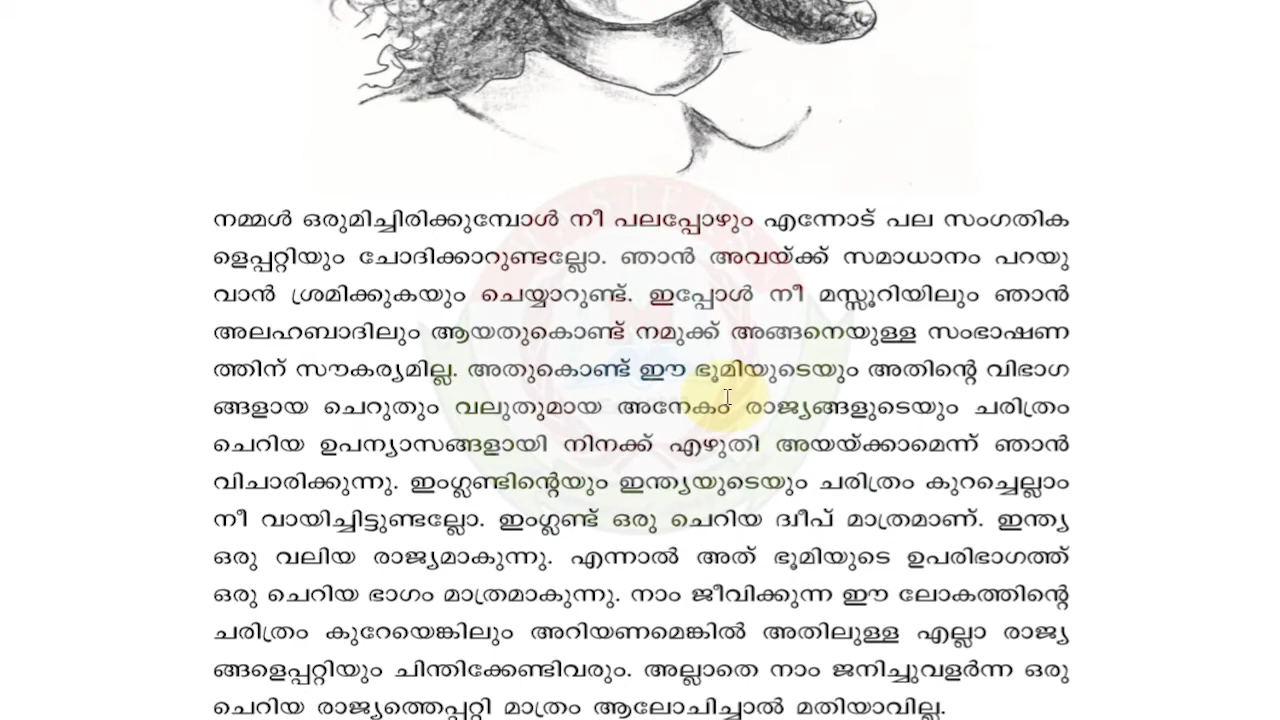 നമ്മൾ ഒരുമിച്ചിരിക്കുമ്പോൾ നീ പലപ്പോഴും എന്നോട് പല സംഗതിക
ളെപ്പറ്റിയും ചോദിക്കാറുണ്ടല്ലോ. ഞാൻ അവയ്ക്ക് സമാധാനം പറയു
വാൻ ശ്രമിക്കുകയും ചെയ്യാറുണ്ട്. ഇപ്പോൾ നീ മസ്സൂറിയിലും ഞാൻ
അലഹബാദിലും ആയതുകൊണ്ട് നമുക്ക് അങ്ങനെയുള്ള സംഭാഷണ
ത്തിന് സൗകര്യമില്ല. അതുകൊണ്ട് ഈ ഭൂമിയുടെയും അതിന്റെ വിഭാഗ
ങ്ങളായ ചെറുതും വലുതുമായ അനേകം രാജ്യങ്ങളുടെയും ചരിത്രം
ചെറിയ ഉപന്യാസങ്ങളായി നിനക്ക് എഴുതി അയയ്ക്കാമെന്ന് ഞാൻ
വിചാരിക്കുന്നു. ഇംഗ്ലണ്ടിന്റെയും ഇന്ത്യയുടെയും ചരിത്രം കുറച്ചെല്ലാം
നീ വായിച്ചിട്ടുണ്ടല്ലോ. ഇംഗ്ലണ്ട് ഒരു ചെറിയ ദ്വീപ് മാത്രമാണ്. ഇന്ത്യ
ഒരു വലിയ രാജ്യമാകുന്നു. എന്നാൽ അത് ഭൂമിയുടെ ഉപരിഭാഗത്ത്
ഒരു ചെറിയ ഭാഗം മാത്രമാകുന്നു. നാം ജീവിക്കുന്ന ഈ ലോകത്തിന്റെ
ചരിത്രം കുറേയെങ്കിലും അറിയണമെങ്കിൽ അതിലുള്ള എല്ലാ രാജ്യ
ങ്ങളെപ്പറ്റിയും ചിന്തിക്കേണ്ടിവരും. അല്ലാതെ നാം ജനിച്ചുവളർന്ന ഒരു
ചെറിയ രാജ്യത്തെപ്പറ്റി മാത്രം ആലോചിച്ചാൽ മതിയാവില്ല.